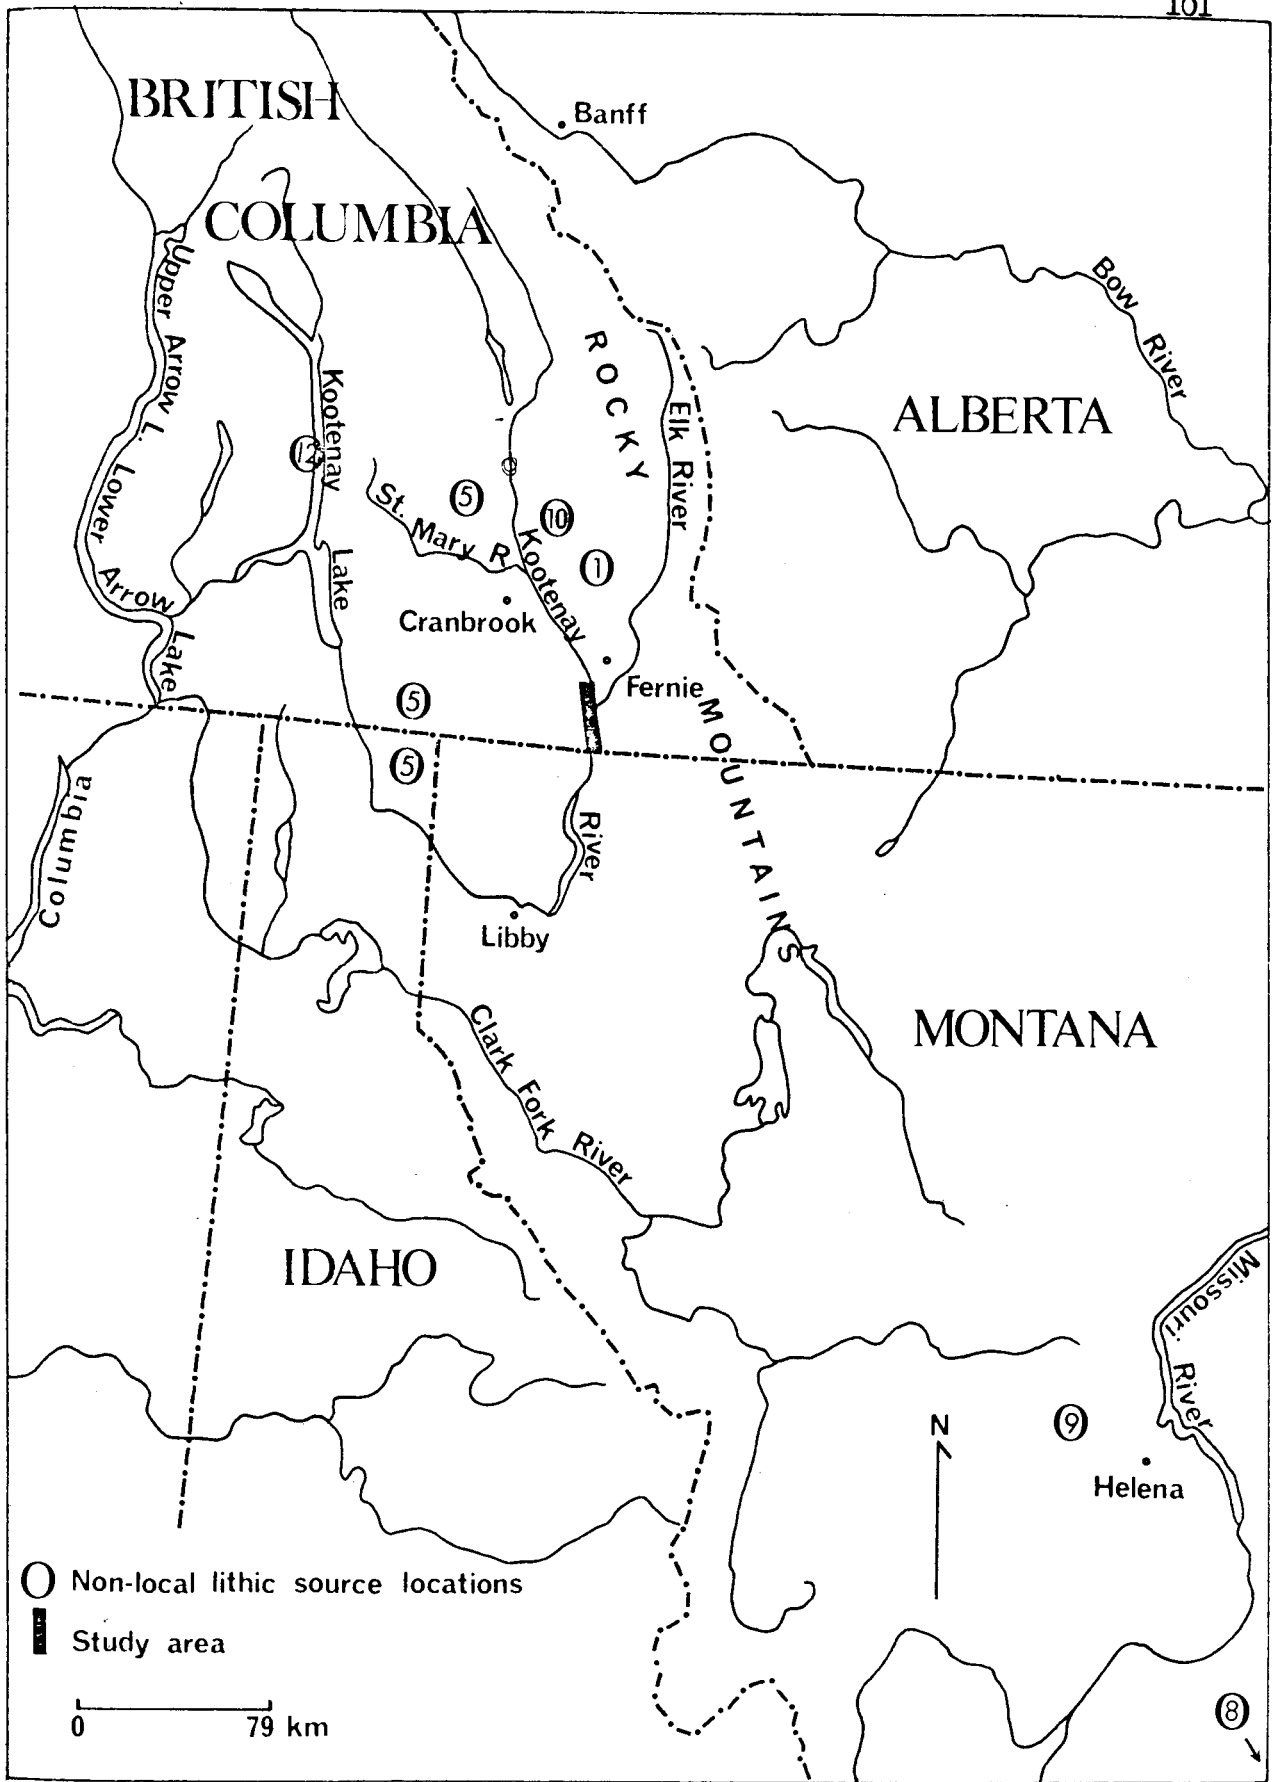 101
BRITISH
COLUMBIA
Banff
Bow River
ALBERTA
ROCKY
MOUNTAINS
Elk River
Upper Arrow L.
Lower Arrow Lake
Kootenay Lake
12
5
10
1
St. Mary R.
Kootenay River
Cranbrook
Fernie
5
5
Columbia
Libby
Clark Fork River
MONTANA
IDAHO
Missouri River
N
9
Helena
8
O Non-local lithic source locations
Study area
0 79 km